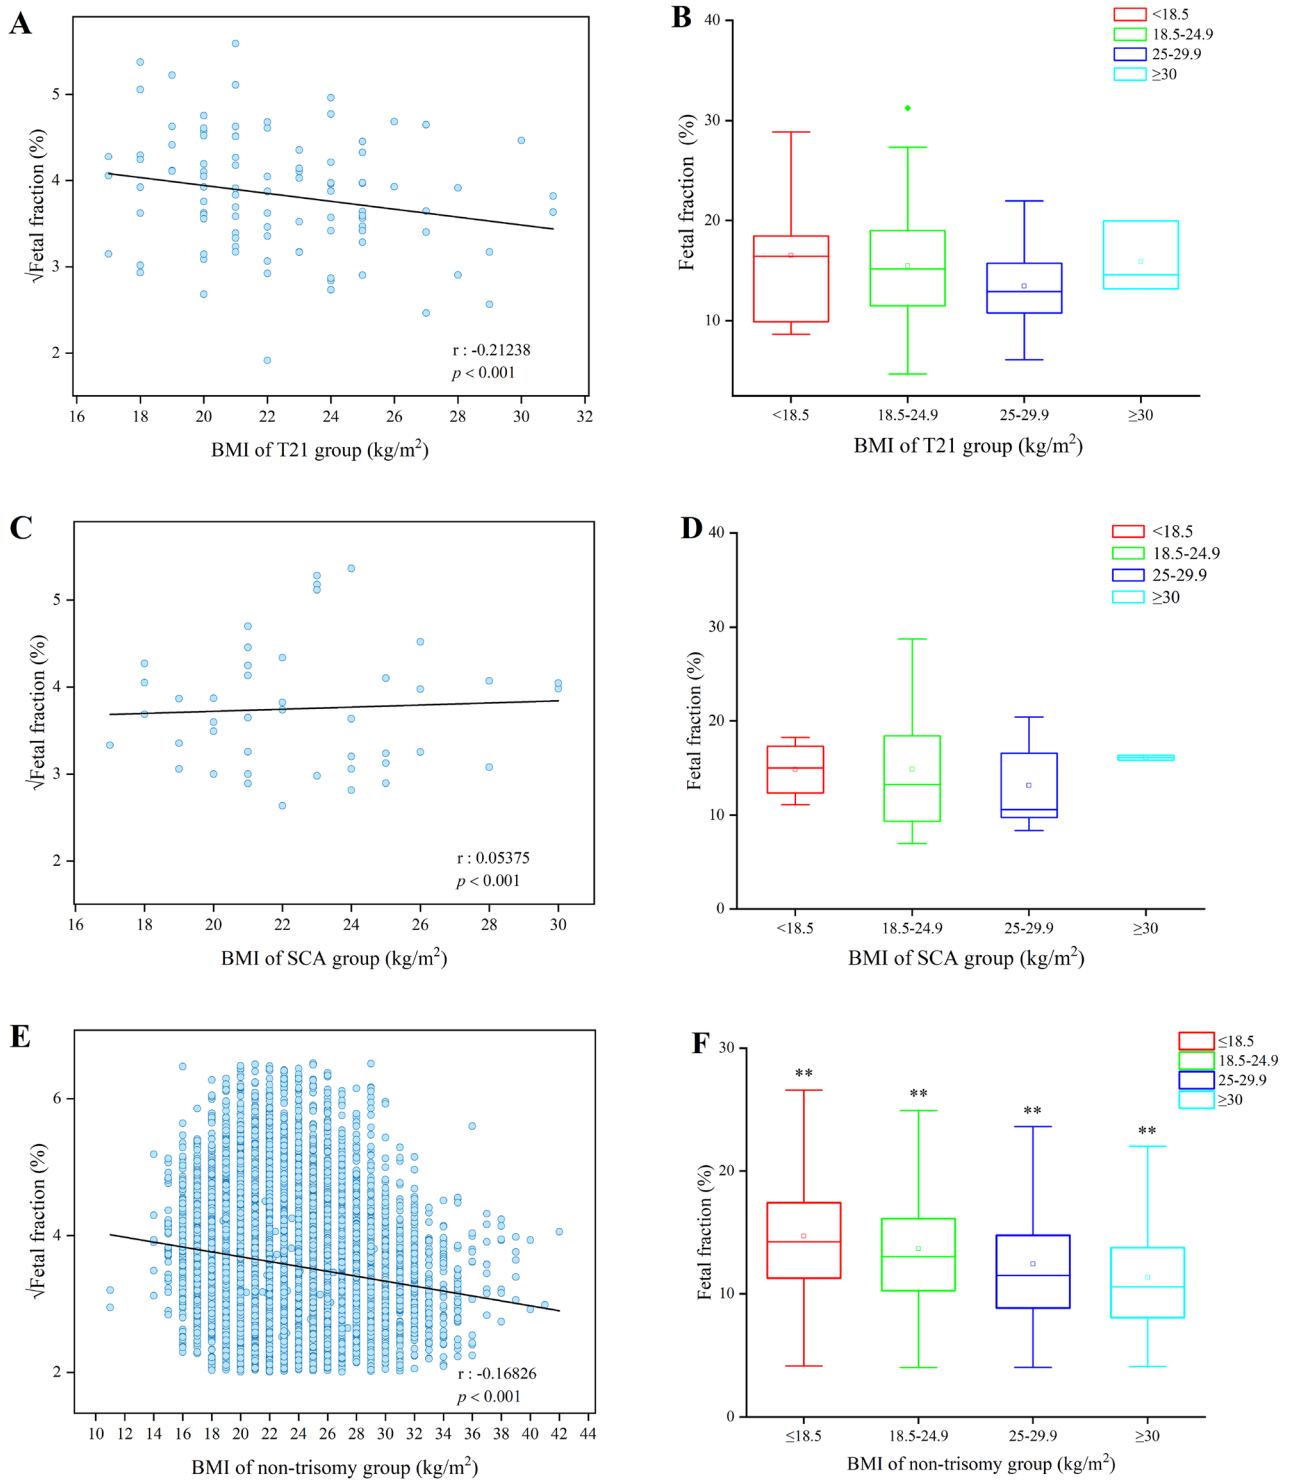 A
√Fetal fraction (%)
5
4
3
2
r : -0.21238
p < 0.001
16 18 20 22 24 26 28 30 32
BMI of T21 group (kg/m²)
B
<18.5
18.5-24.9
25-29.9
≥30
Fetal fraction (%)
40
30
20
10
<18.5 18.5-24.9 25-29.9 ≥30
BMI of T21 group (kg/m²)
C
√Fetal fraction (%)
5
4
3
2
r : 0.05375
p < 0.001
16 18 20 22 24 26 28 30
BMI of SCA group (kg/m²)
D
<18.5
18.5-24.9
25-29.9
≥30
Fetal fraction (%)
40
30
20
10
0
<18.5 18.5-24.9 25-29.9 ≥30
BMI of SCA group (kg/m²)
E
√Fetal fraction (%)
6
4
2
r : -0.16826
p < 0.001
10 12 14 16 18 20 22 24 26 28 30 32 34 36 38 40 42 44
BMI of non-trisomy group (kg/m²)
F
≤18.5
18.5-24.9
25-29.9
≥30
Fetal fraction (%)
30
20
10
0
** ** ** **
≤18.5 18.5-24.9 25-29.9 ≥30
BMI of non-trisomy group (kg/m²)